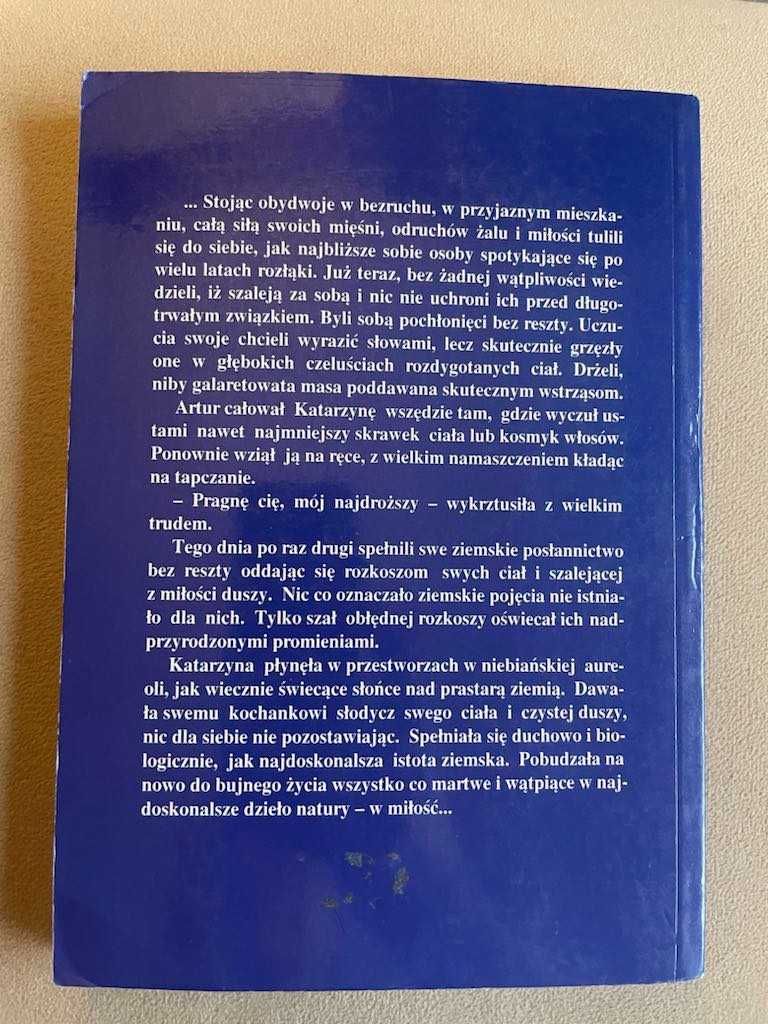 ... Stojąc obydwoje w bezruchu, w przyjaznym mieszka-
niu, całą siłą swoich mięśni, odruchów żalu i miłości tulili
się do siebie, jak najbliższe sobie osoby spotykające się po
wielu latach rozłąki. Już teraz, bez żadnej wątpliwości wie-
dzieli, iż szaleją za sobą i nic nie uchroni ich przed długo-
trwałym związkiem. Byli sobą pochłonięci bez reszty. Uczu-
cia swoje chcieli wyrazić słowami, lecz skutecznie grzęzły
one w głębokich czeluściach rozdygotanych ciał. Drżeli,
niby galaretowata masa poddawana skutecznym wstrząsom.
Artur całował Katarzynę wszędzie tam, gdzie wyczuł us-
tami nawet najmniejszy skrawek ciała lub kosmyk włosów.
Ponownie wziął ją na ręce, z wielkim namaszczeniem kładąc
na tapczanie.
– Pragnę cię, mój najdroższy – wykrztusiła z wielkim
trudem.
Tego dnia po raz drugi spełnili swe ziemskie posłannictwo
bez reszty oddając się rozkoszom swych ciał i szalejącej
z miłości duszy. Nic co oznaczało ziemskie pojęcia nie istnia-
ło dla nich. Tylko szał obłędnej rozkoszy oświecał ich nad-
przyrodzonymi promieniami.
Katarzyna płynęła w przestworzach w niebiańskiej aure-
oli, jak wiecznie świecące słońce nad prastarą ziemią. Dawa-
ła swemu kochankowi słodycz swego ciała i czystej duszy,
nic dla siebie nie pozostawiając. Spełniała się duchowo i bio-
logicznie, jak najdoskonalsza istota ziemska. Pobudzała na
nowo do bujnego życia wszystko co martwe i wątpiące w naj-
doskonalsze dzieło natury – w miłość...